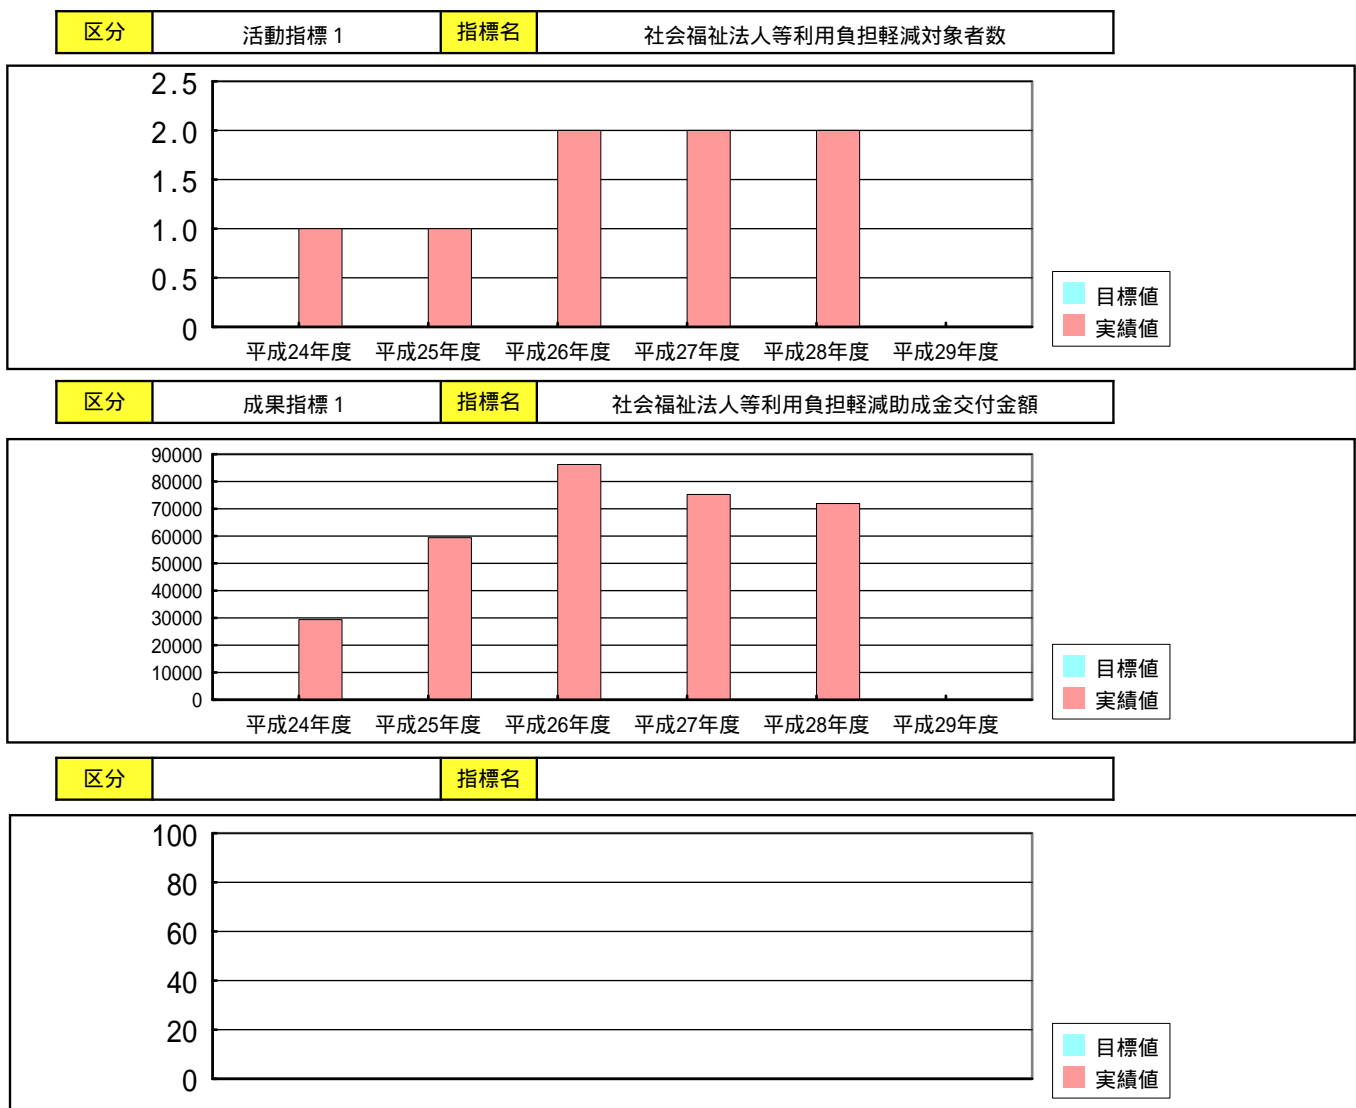 区分 活動指標1 指標名 社会福祉法人等利用負担軽減対象者数
2.5
2.0
1.5
1.0
0.5
0
平成24年度 平成25年度 平成26年度 平成27年度 平成28年度 平成29年度
目標値
実績値
区分 成果指標1 指標名 社会福祉法人等利用負担軽減助成金交付金額
90000
80000
70000
60000
50000
40000
30000
20000
10000
0
平成24年度 平成25年度 平成26年度 平成27年度 平成28年度 平成29年度
目標値
実績値
区分 指標名
100
80
60
40
20
0
目標値
実績値